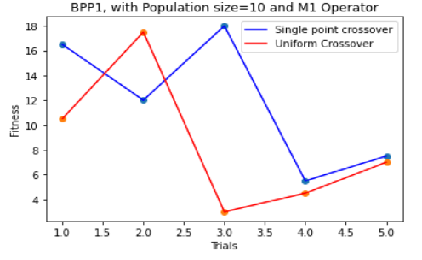 BPP1, with Population size=10 and M1 Operator
Single point crossover
Uniform Crossover
Fitness
18
16
14
12
10
8
6
4
1.0 1.5 2.0 2.5 3.0 3.5 4.0 4.5 5.0
Trials